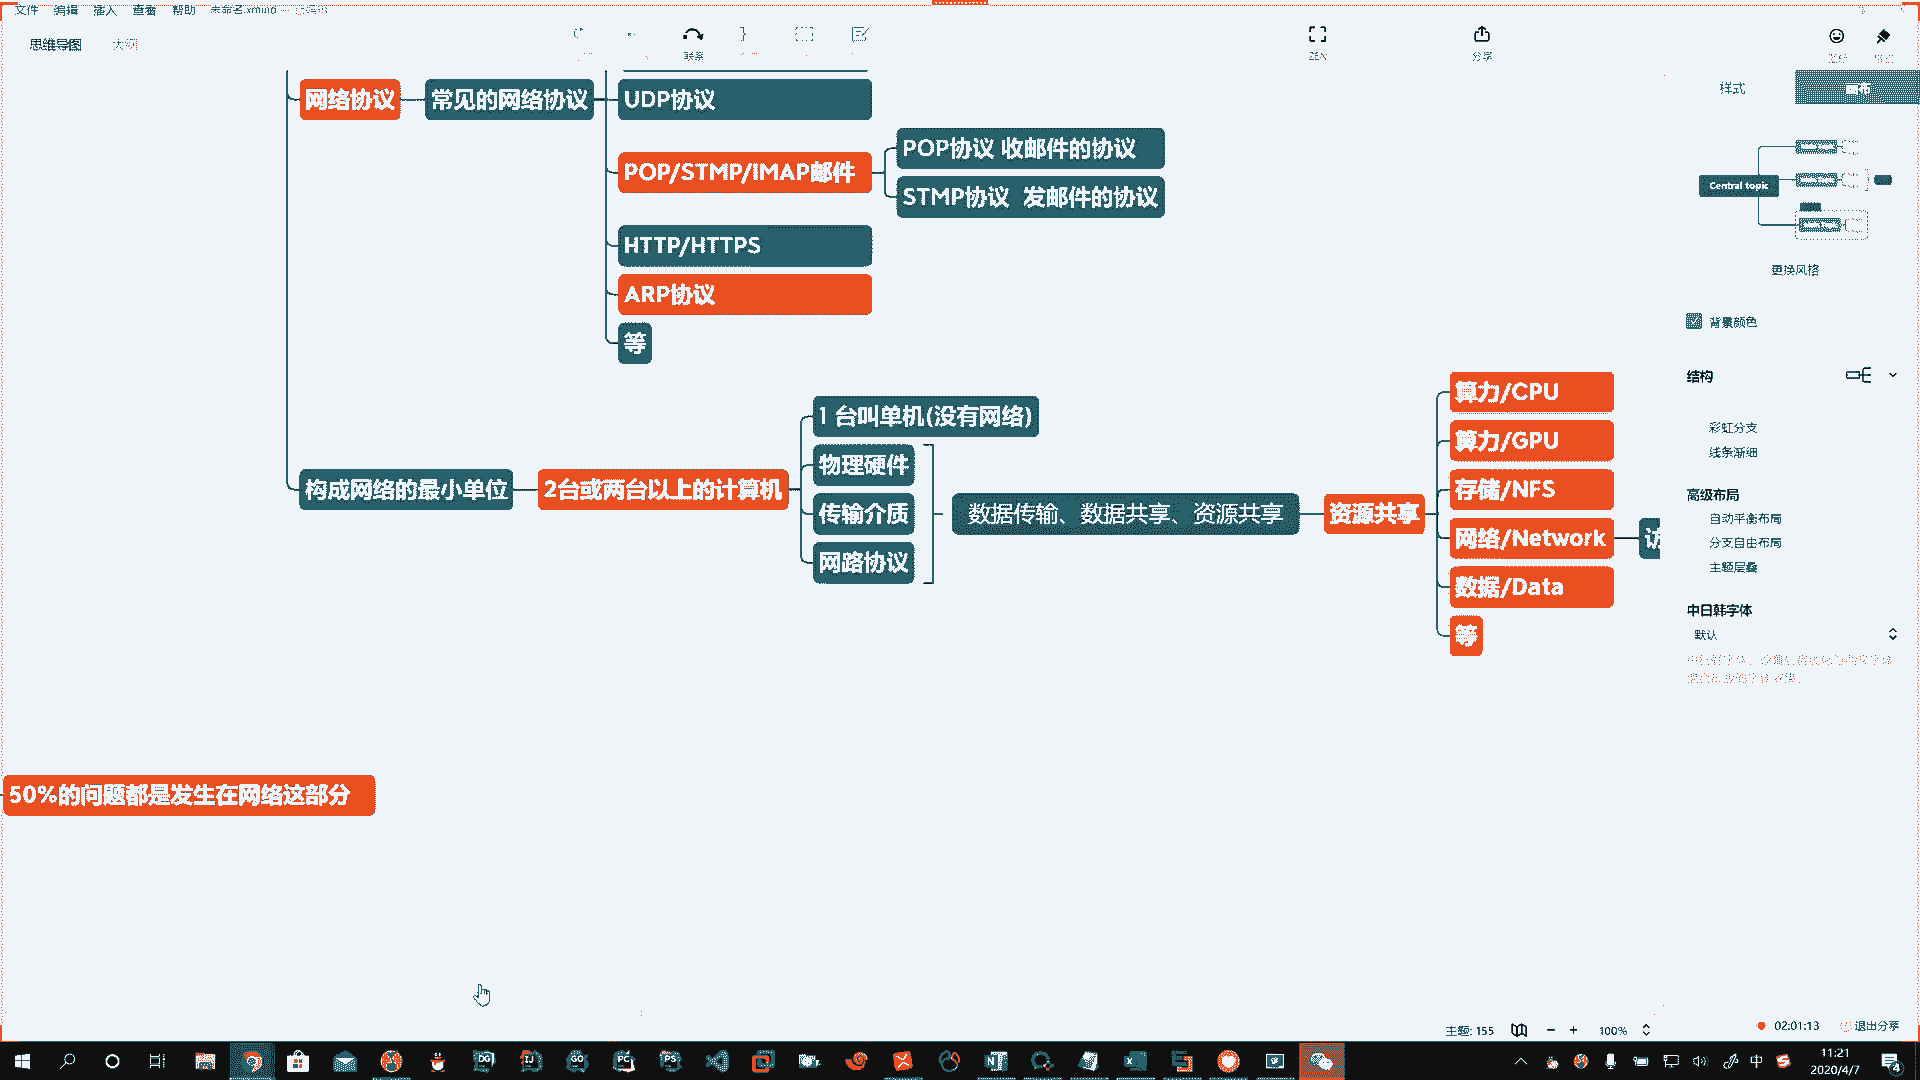 文件 编辑 插入 查看 帮助 未命名.xmind
思维导图 大纲
联系
ZEN
分享
样式
画布
网络协议
常见的网络协议
UDP协议
POP/STMP/IMAP邮件
POP协议 收邮件的协议
STMP协议 发邮件的协议
HTTP/HTTPS
ARP协议
等
Central topic
更换风格
背景颜色
结构
彩虹分支
线条渐细
高级布局
自动平衡布局
分支自由布局
主题层叠
中日韩字体
默认
构成网络的最小单位
2台或两台以上的计算机
1 台叫单机(没有网络)
物理硬件
传输介质
网路协议
数据传输、数据共享、资源共享
资源共享
算力/CPU
算力/GPU
存储/NFS
网络/Network
访
数据/Data
等
50%的问题都是发生在网络这部分
主题: 155
100%
02:01:13
退出分享
DG IJ GO PC PS
中
11:21
2020/4/7
4